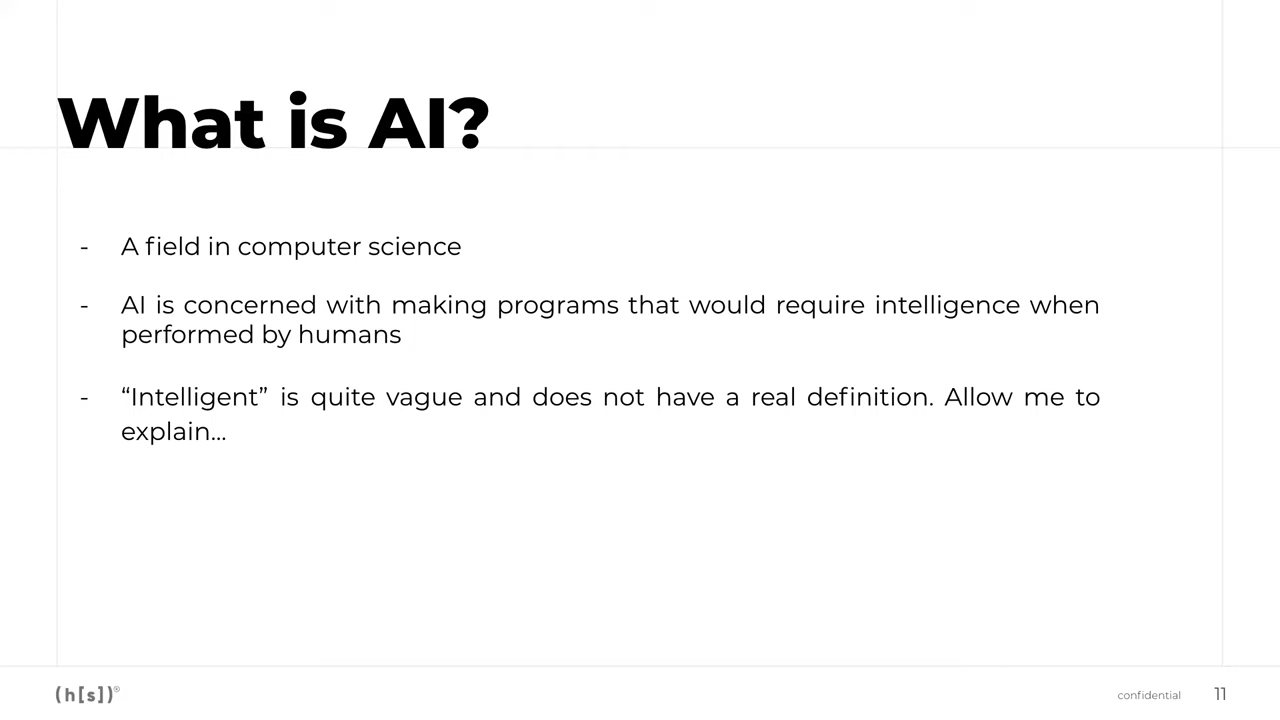 What is AI?
- A field in computer science
- AI is concerned with making programs that would require intelligence when
performed by humans
- “Intelligent” is quite vague and does not have a real definition. Allow me to
explain...
(h[s])®
confidential
11